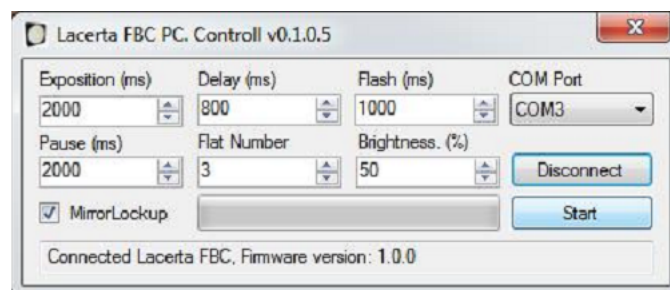 Lacerta FBC PC. Controll v0.1.0.5
Exposition (ms) Delay (ms) Flash (ms) COM Port
2000 800 1000 COM3
Pause (ms) Flat Number Brightness. (%)
2000 3 50 Disconnect
MirrorLockup Start
Connected Lacerta FBC, Firmware version: 1.0.0